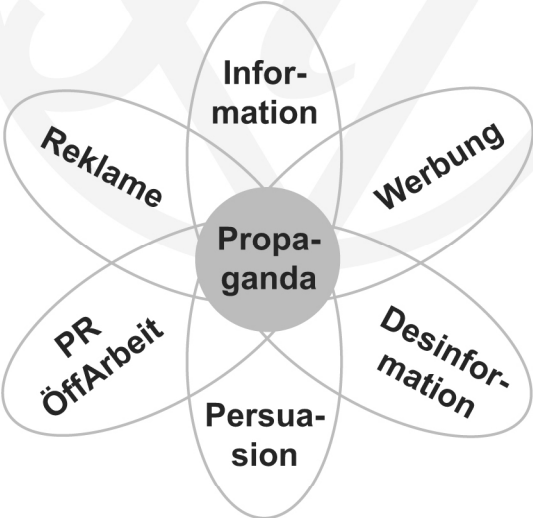 Infor-
mation
Reklame
Werbung
Propa-
ganda
PR
ÖffArbeit
Desinfor-
mation
Persua-
sion